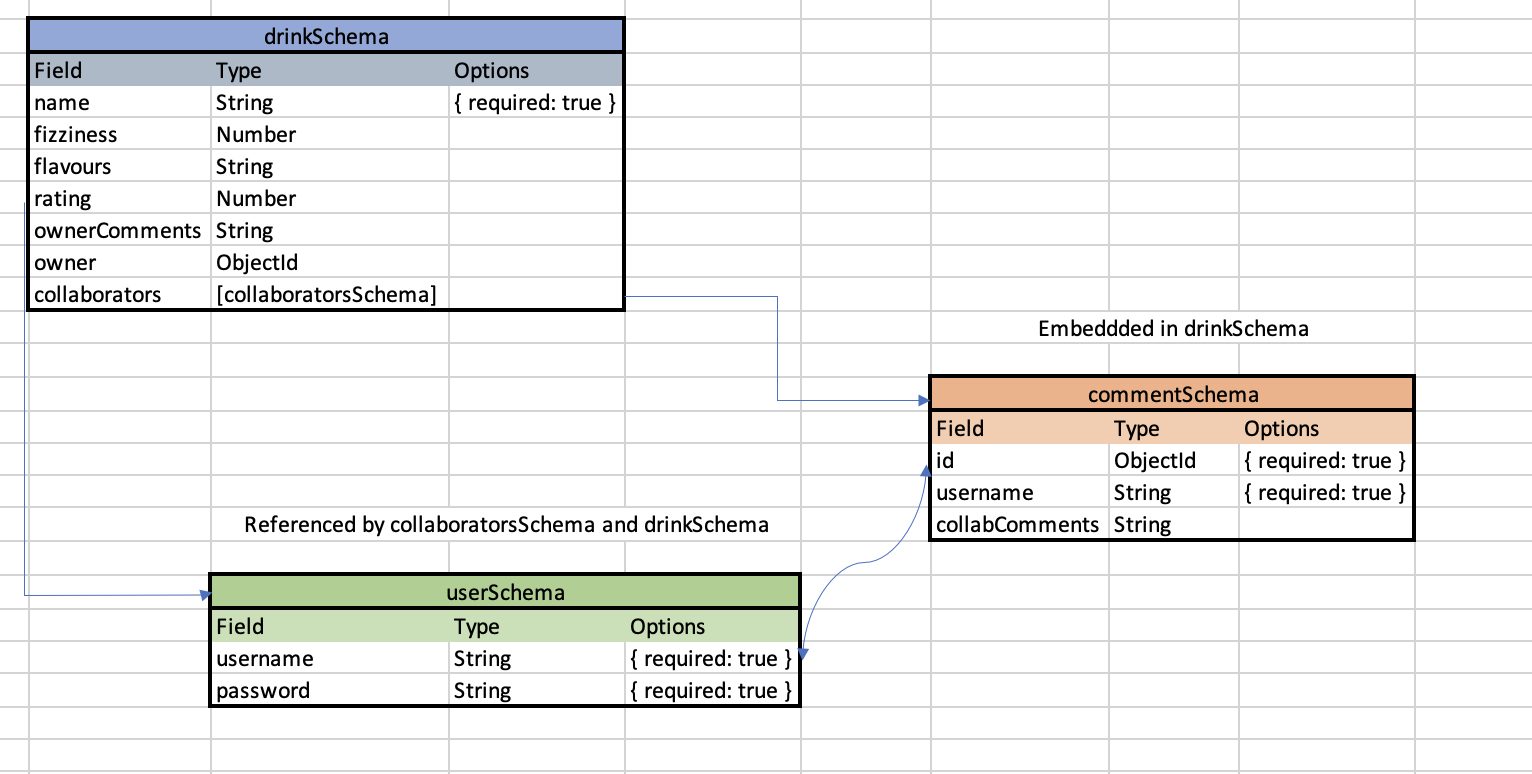 drinkSchema
Field Type Options
name String { required: true }
fizziness Number
flavours String
rating Number
ownerComments String
owner ObjectId
collaborators [collaboratorsSchema]
Embeddded in drinkSchema
commentSchema
Field Type Options
id ObjectId { required: true }
username String { required: true }
collabComments String
Referenced by collaboratorsSchema and drinkSchema
userSchema
Field Type Options
username String { required: true }
password String { required: true }